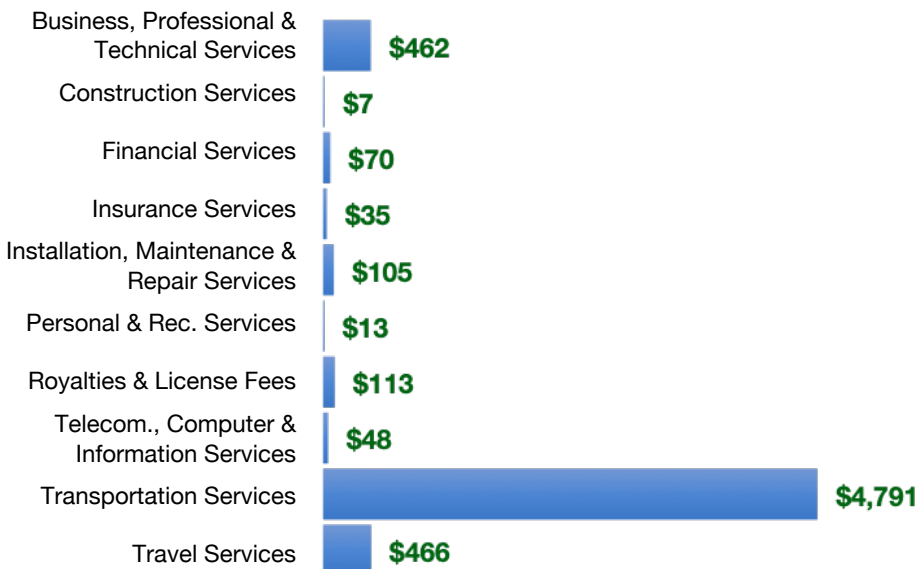 Business, Professional &
Technical Services
$462
Construction Services
$7
Financial Services
$70
Insurance Services
$35
Installation, Maintenance &
Repair Services
$105
Personal & Rec. Services
$13
Royalties & License Fees
$113
Telecom., Computer &
Information Services
$48
Transportation Services
$4,791
Travel Services
$466